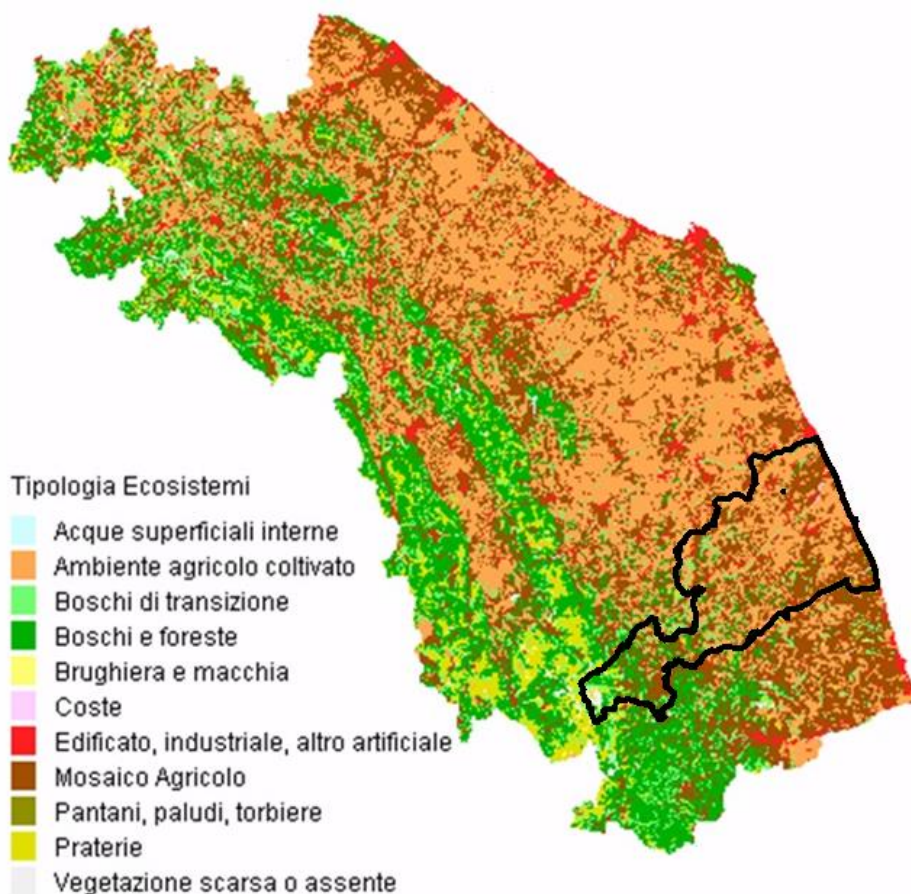 Tipologia Ecosistemi
Acque superficiali interne
Ambiente agricolo coltivato
Boschi di transizione
Boschi e foreste
Brughiera e macchia
Coste
Edificato, industriale, altro artificiale
Mosaico Agricolo
Pantani, paludi, torbiere
Praterie
Vegetazione scarsa o assente